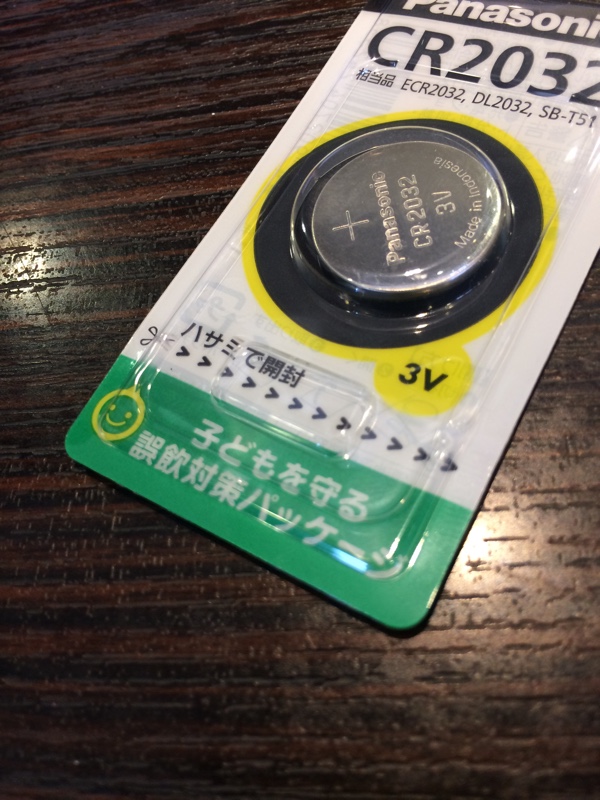 Panasonic
CR2032
相当品 ECR2032, DL2032, SB-T51
Panasonic
CR2032
3V
Made in Indonesia
+
3V
ハサミで開封
子どもを守る
誤飲対策パッケージ